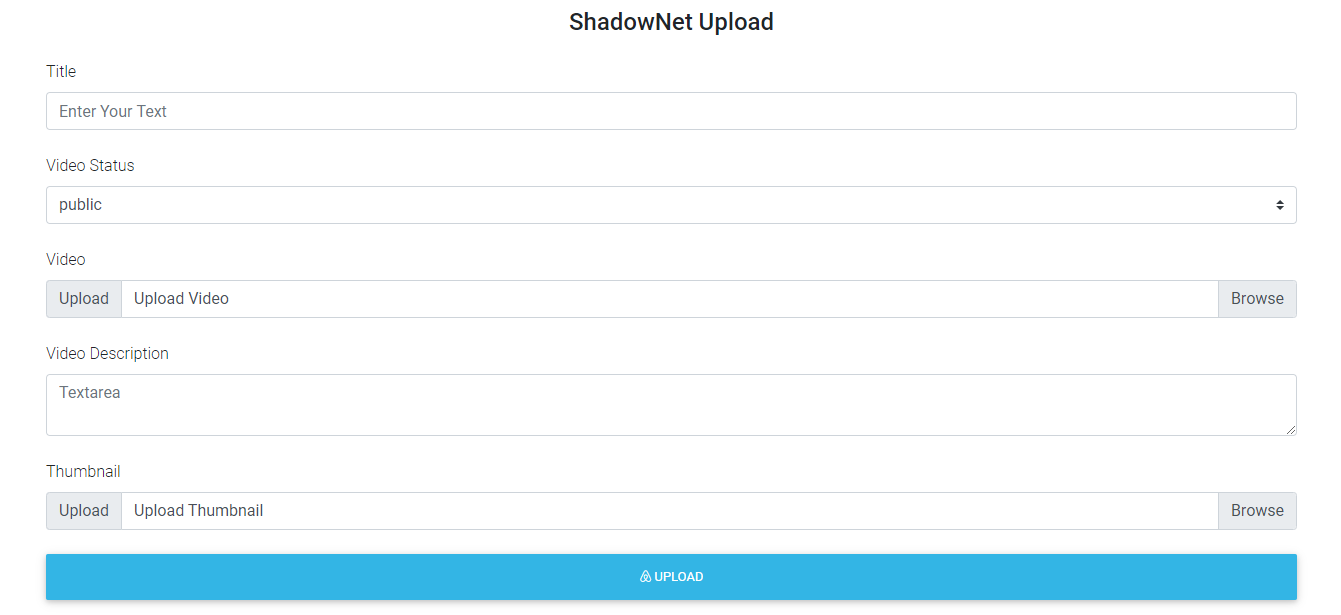 ShadowNet Upload
Title
Enter Your Text
Video Status
public
Video
Upload Upload Video Browse
Video Description
Textarea
Thumbnail
Upload Upload Thumbnail Browse
UPLOAD